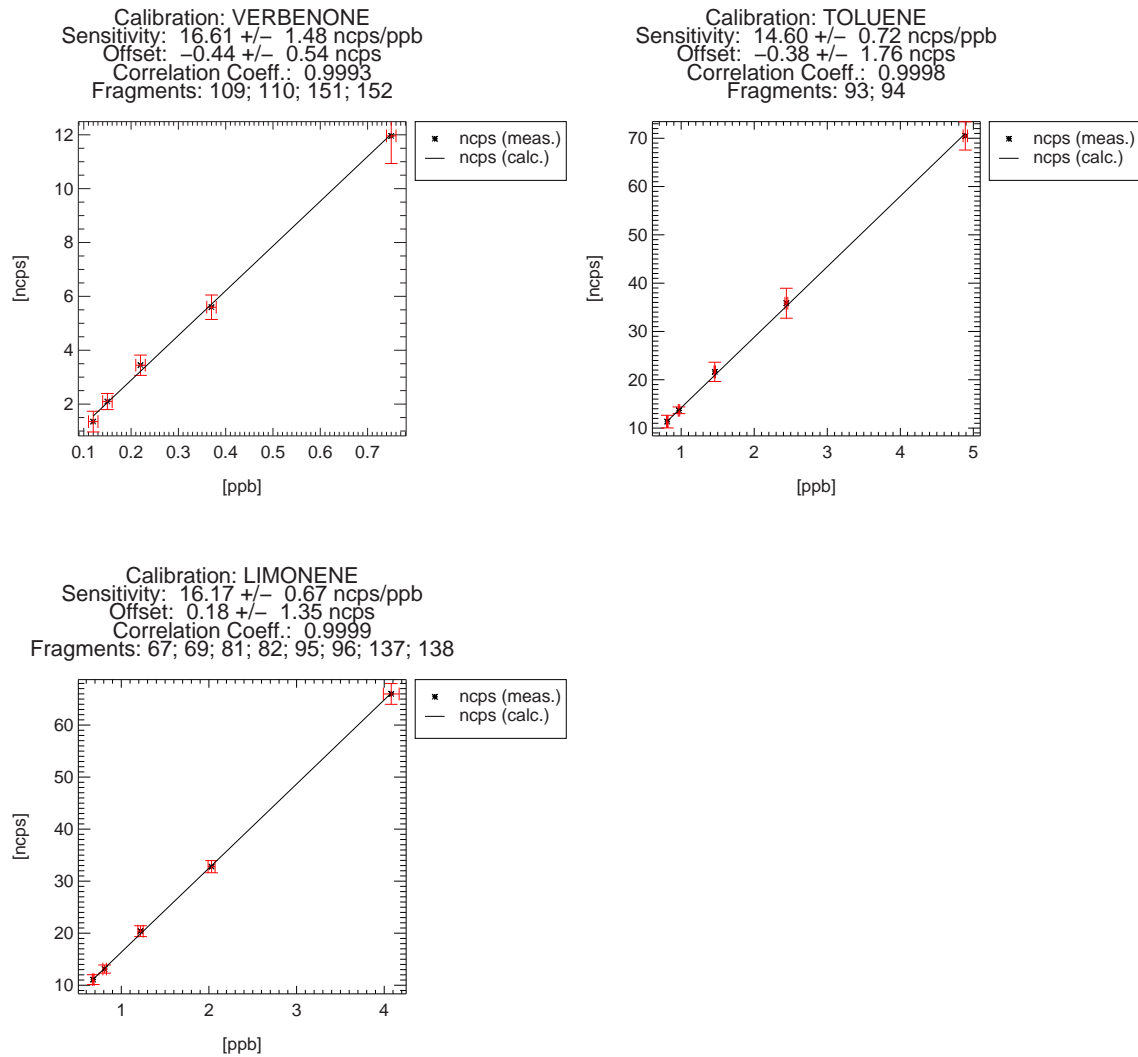 Calibration: VERBENONE
Sensitivity: 16.61 +/− 1.48 ncps/ppb
Offset: −0.44 +/− 0.54 ncps
Correlation Coeff.: 0.9993
Fragments: 109; 110; 151; 152
12
10
8
6
4
2
[ncps]
0.1 0.2 0.3 0.4 0.5 0.6 0.7
[ppb]
ncps (meas.)
ncps (calc.)
Calibration: TOLUENE
Sensitivity: 14.60 +/− 0.72 ncps/ppb
Offset: −0.38 +/− 1.76 ncps
Correlation Coeff.: 0.9998
Fragments: 93; 94
70
60
50
40
30
20
10
[ncps]
1 2 3 4 5
[ppb]
ncps (meas.)
ncps (calc.)
Calibration: LIMONENE
Sensitivity: 16.17 +/− 0.67 ncps/ppb
Offset: 0.18 +/− 1.35 ncps
Correlation Coeff.: 0.9999
Fragments: 67; 69; 81; 82; 95; 96; 137; 138
60
50
40
30
20
10
[ncps]
1 2 3 4
[ppb]
ncps (meas.)
ncps (calc.)